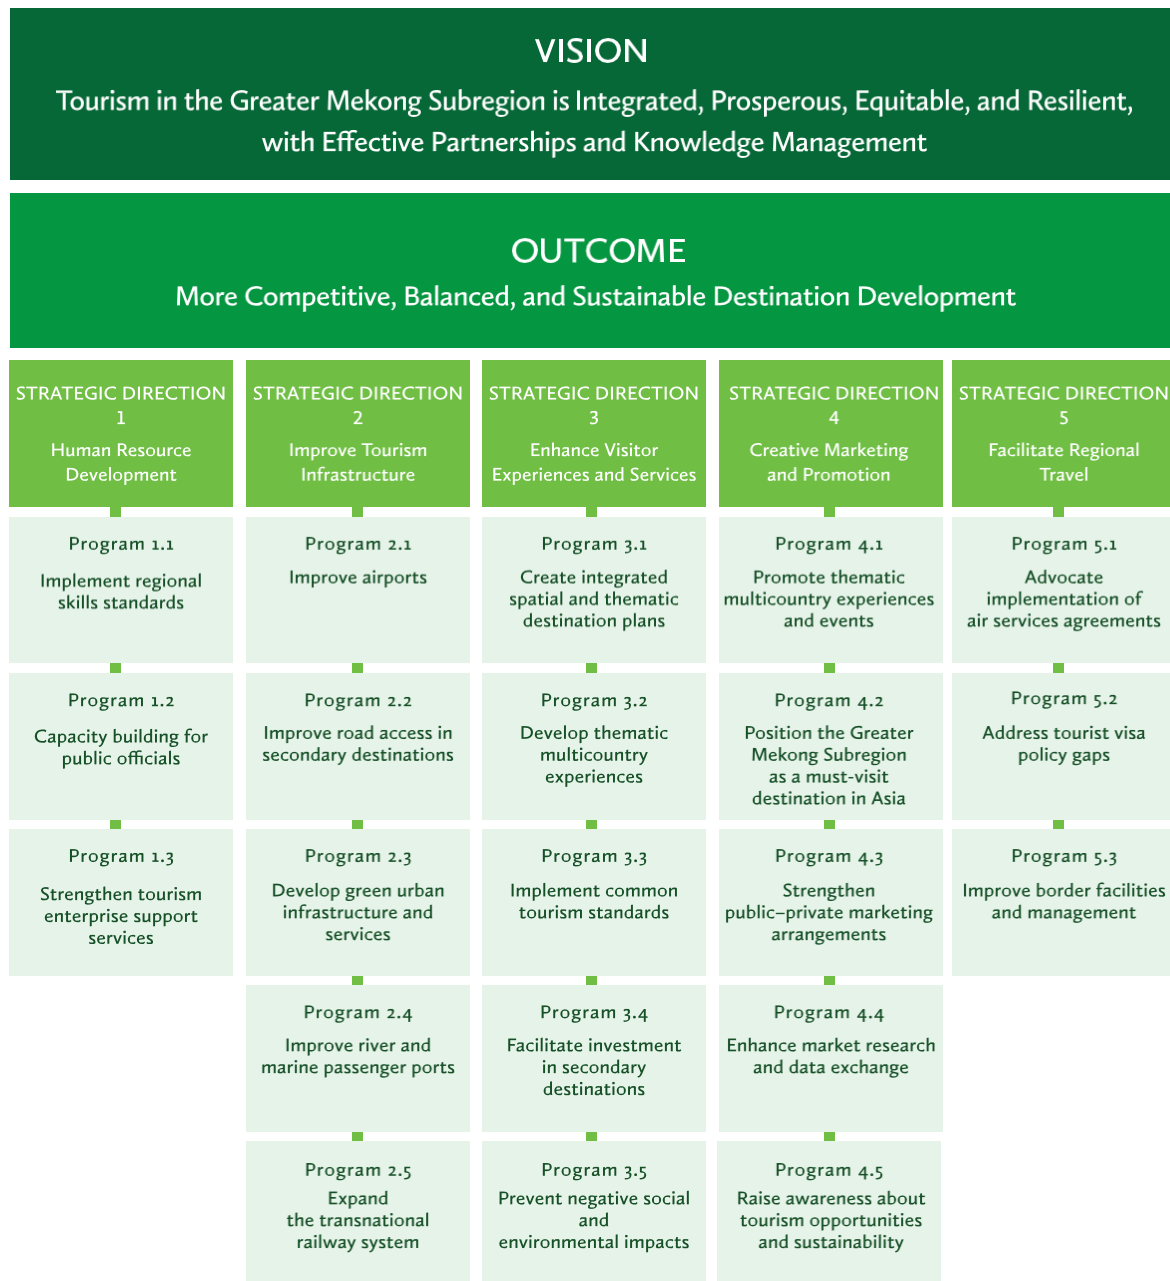 VISION
Tourism in the Greater Mekong Subregion is Integrated, Prosperous, Equitable, and Resilient,
with Effective Partnerships and Knowledge Management
OUTCOME
More Competitive, Balanced, and Sustainable Destination Development
STRATEGIC DIRECTION
1
Human Resource
Development
Program 1.1
Implement regional
skills standards
Program 1.2
Capacity building for
public officials
Program 1.3
Strengthen tourism
enterprise support
services
STRATEGIC DIRECTION
2
Improve Tourism
Infrastructure
Program 2.1
Improve airports
Program 2.2
Improve road access in
secondary destinations
Program 2.3
Develop green urban
infrastructure and
services
Program 2.4
Improve river and
marine passenger ports
Program 2.5
Expand
the transnational
railway system
STRATEGIC DIRECTION
3
Enhance Visitor
Experiences and Services
Program 3.1
Create integrated
spatial and thematic
destination plans
Program 3.2
Develop thematic
multicountry
experiences
Program 3.3
Implement common
tourism standards
Program 3.4
Facilitate investment
in secondary
destinations
Program 3.5
Prevent negative social
and
environmental impacts
STRATEGIC DIRECTION
4
Creative Marketing
and Promotion
Program 4.1
Promote thematic
multicountry experiences
and events
Program 4.2
Position the Greater
Mekong Subregion
as a must-visit
destination in Asia
Program 4.3
Strengthen
public–private marketing
arrangements
Program 4.4
Enhance market research
and data exchange
Program 4.5
Raise awareness about
tourism opportunities
and sustainability
STRATEGIC DIRECTION
5
Facilitate Regional
Travel
Program 5.1
Advocate
implementation of
air services agreements
Program 5.2
Address tourist visa
policy gaps
Program 5.3
Improve border facilities
and management